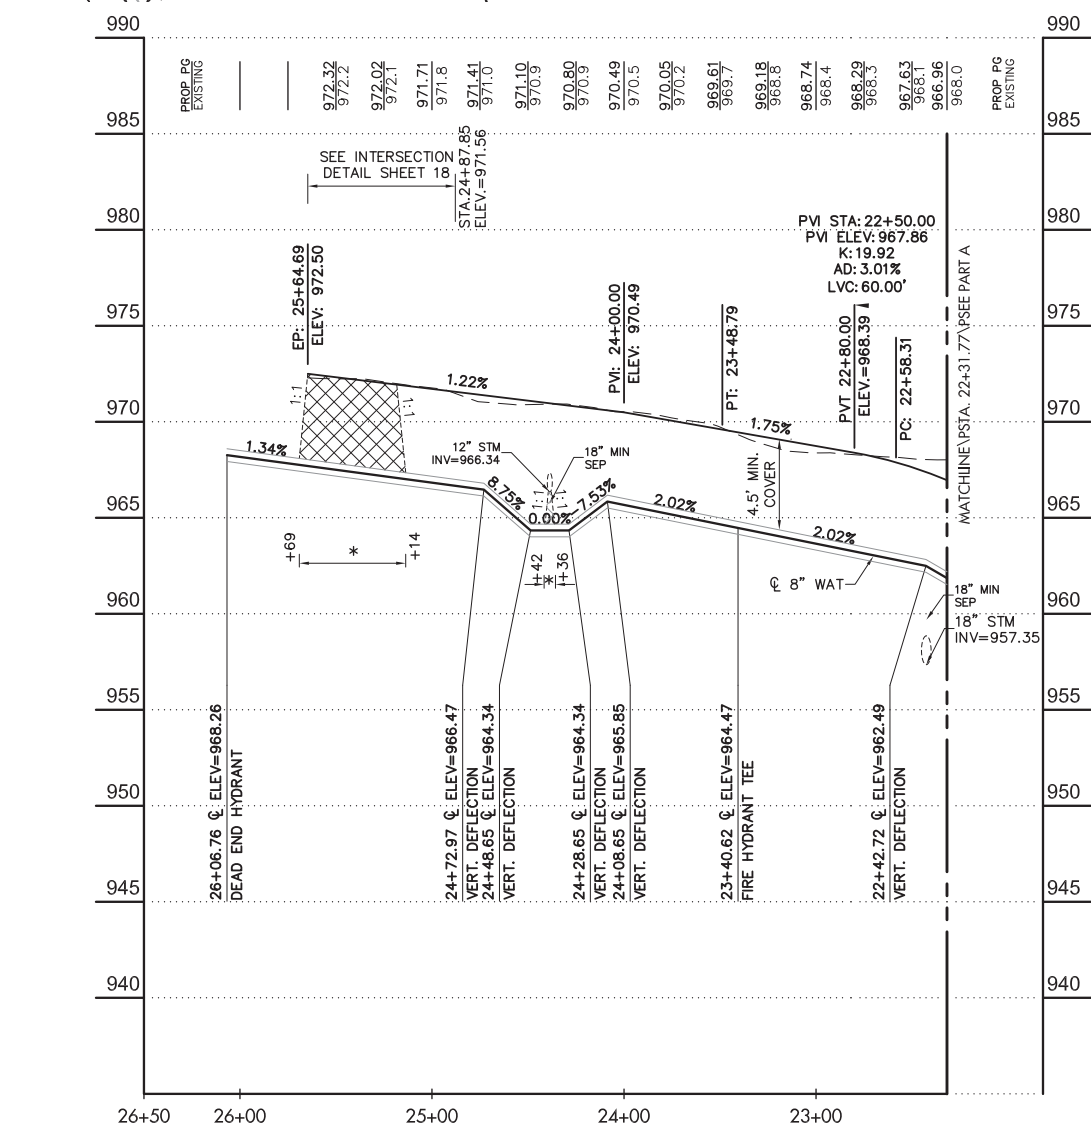 990
990
PROP PG
EXISTING
972.32
972.2
972.02
972.1
971.71
971.8
971.41
971.0
971.10
970.9
970.80
970.9
970.49
970.5
970.05
970.2
969.61
969.7
969.18
968.8
968.74
968.4
968.29
968.3
967.63
968.1
966.96
968.0
PROP PG
EXISTING
985
985
SEE INTERSECTION
DETAIL SHEET 18
STA.24+87.85
ELEV.=971.56
980
980
PVI STA: 22+50.00
PVI ELEV: 967.86
K: 19.92
AD: 3.01%
LVC: 60.00'
EP: 25+64.69
ELEV: 972.50
PVI: 24+00.00
ELEV: 970.49
PT: 23+48.79
PVT 22+80.00
ELEV.=968.39
PC: 22+58.31
MATCHLINE\PSTA. 22+31.77\PSEE PART A
975
975
1.22%
1:1
1:1
970
970
1.75%
1.34%
12" STM
INV=966.34
18" MIN
SEP
4.5' MIN.
COVER
8.75%
1:1
1:1
0.00%
-7.53%
2.02%
2.02%
965
965
+69
*
+14
+42
*
+36
℄ 8" WAT
18" MIN
SEP
960
960
18" STM
INV=957.35
955
955
26+06.76 ℄ ELEV=968.26
DEAD END HYDRANT
24+72.97 ℄ ELEV=966.47
VERT. DEFLECTION
24+48.65 ℄ ELEV=964.34
VERT. DEFLECTION
24+28.65 ℄ ELEV=964.34
VERT. DEFLECTION
24+08.65 ℄ ELEV=965.85
VERT. DEFLECTION
23+40.62 ℄ ELEV=964.47
FIRE HYDRANT TEE
22+42.72 ℄ ELEV=962.49
VERT. DEFLECTION
950
950
945
945
940
940
26+50
26+00
25+00
24+00
23+00